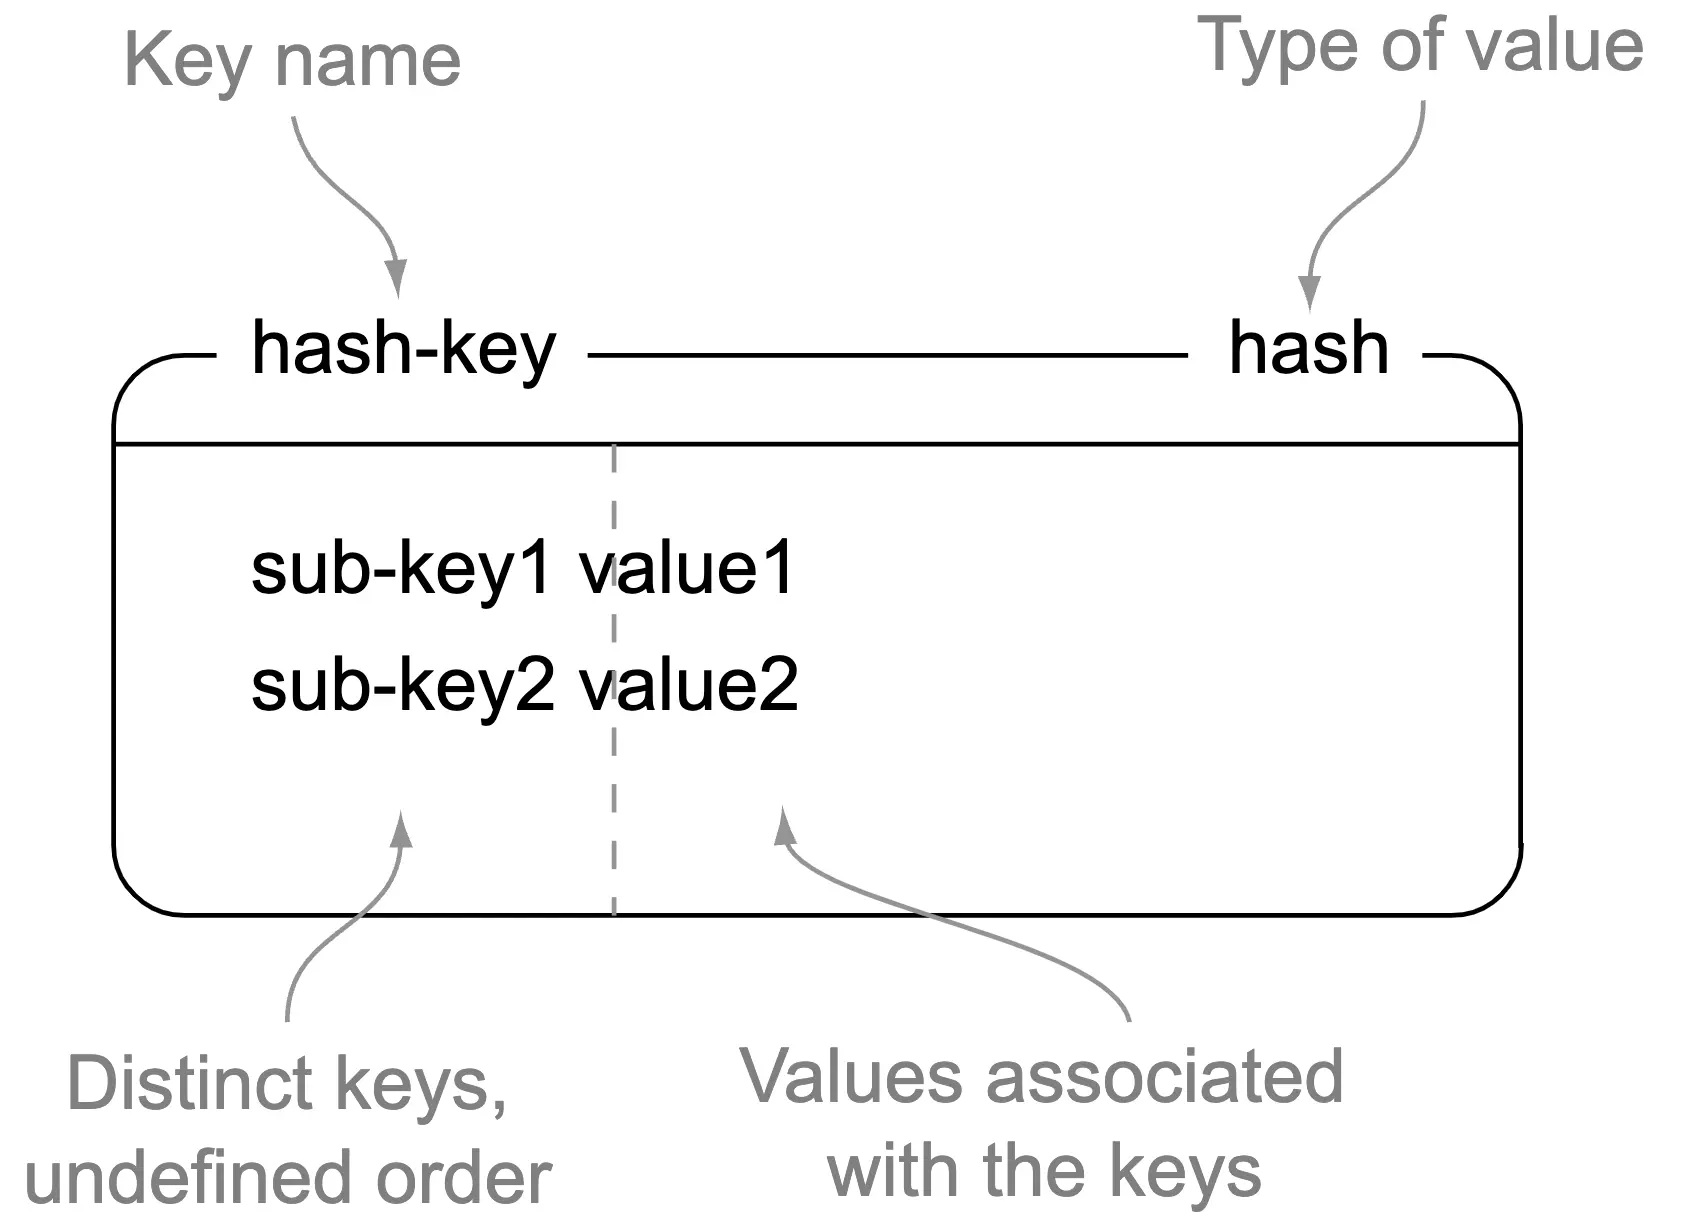 Key name
Type of value
hash-key
hash
sub-key1 value1
sub-key2 value2
Distinct keys,
undefined order
Values associated
with the keys